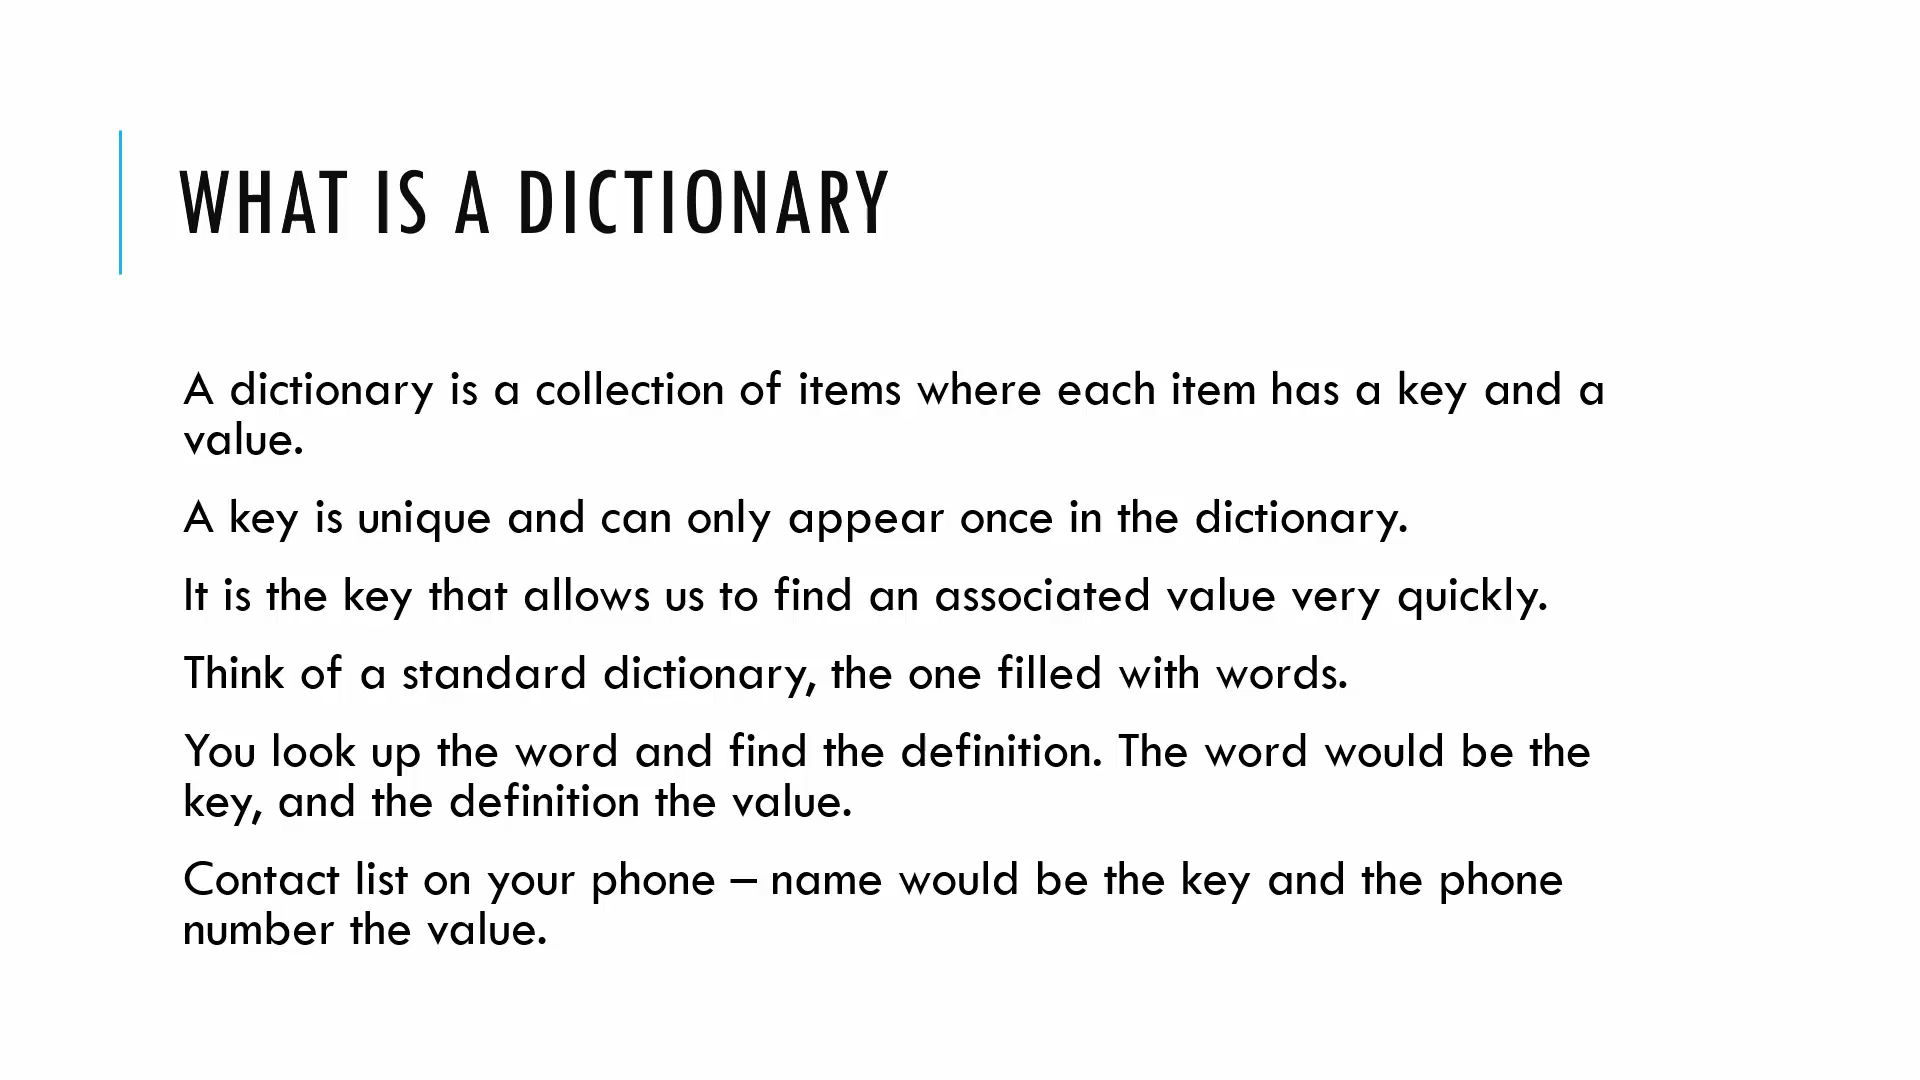 WHAT IS A DICTIONARY
A dictionary is a collection of items where each item has a key and a
value.
A key is unique and can only appear once in the dictionary.
It is the key that allows us to find an associated value very quickly.
Think of a standard dictionary, the one filled with words.
You look up the word and find the definition. The word would be the
key, and the definition the value.
Contact list on your phone – name would be the key and the phone
number the value.